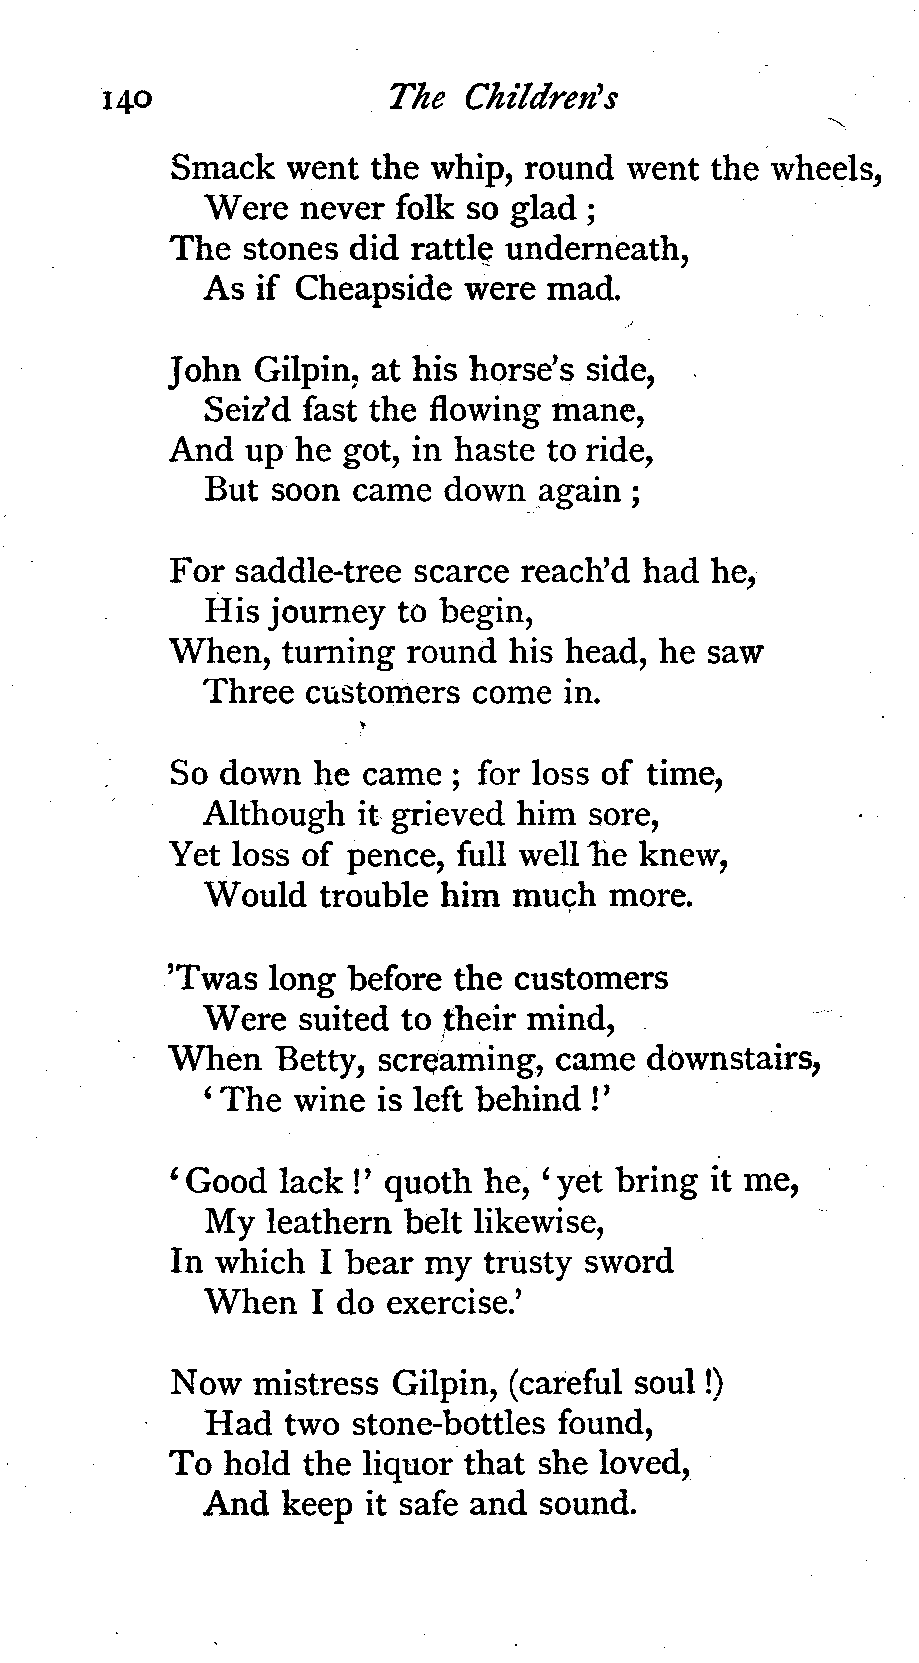 140 The Children's
Smack went the whip, round went the wheels,
Were never folk so glad ;
The stones did rattle underneath,
As if Cheapside were mad.
John Gilpin, at his horse's side,
Seiz'd fast the flowing mane,
And up he got, in haste to ride,
But soon came down again ;
For saddle-tree scarce reach'd had he,
His journey to begin,
When, turning round his head, he saw
Three customers come in.
So down he came ; for loss of time,
Although it grieved him sore,
Yet loss of pence, full well he knew,
Would trouble him much more.
'Twas long before the customers
Were suited to their mind,
When Betty, screaming, came downstairs,
' The wine is left behind !'
' Good lack !' quoth he, ' yet bring it me,
My leathern belt likewise,
In which I bear my trusty sword
When I do exercise.'
Now mistress Gilpin, (careful soul !)
Had two stone-bottles found,
To hold the liquor that she loved,
And keep it safe and sound.